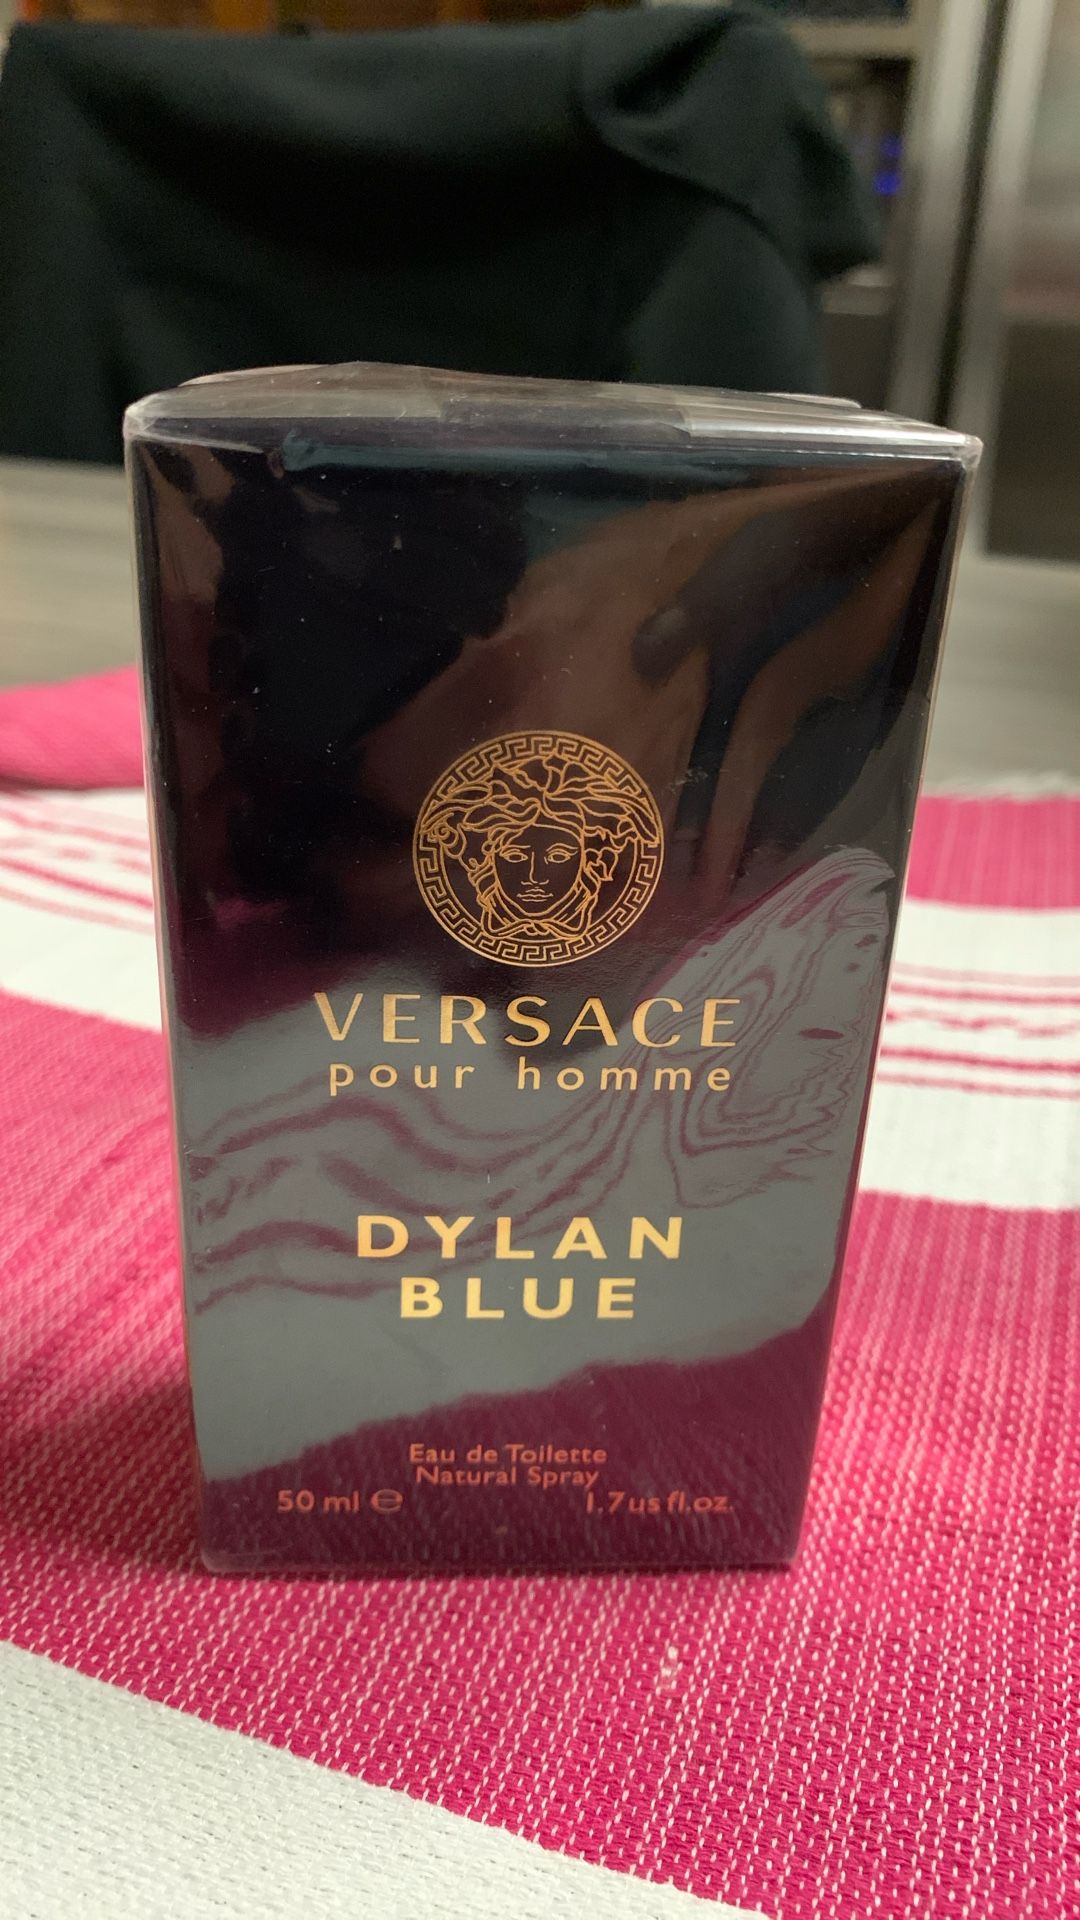 VERSACE
pour homme
DYLAN
BLUE
Eau de Toilette
Natural Spray
50 ml ℮ 1.7 us fl.oz.